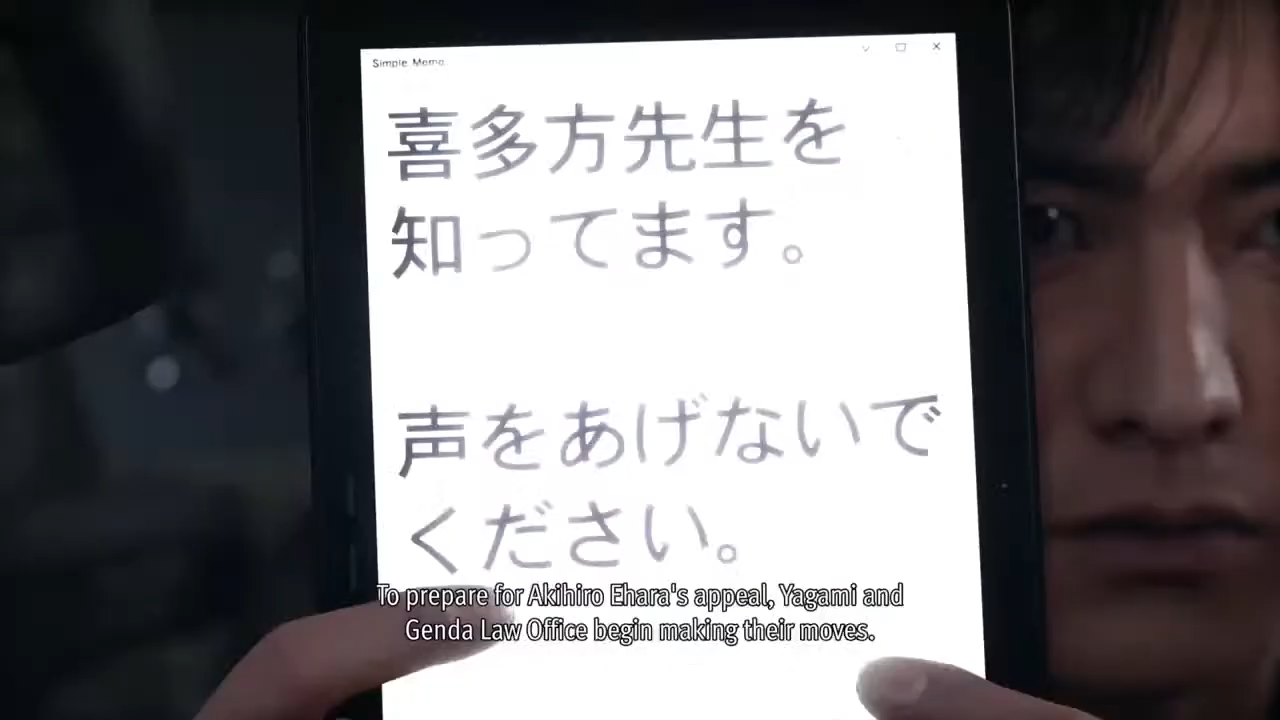 Simple Memo
喜多方先生を
知ってます。
声をあげないで
ください。
To prepare for Akihiro Ehara's appeal, Yagami and
Genda Law Office begin making their moves.